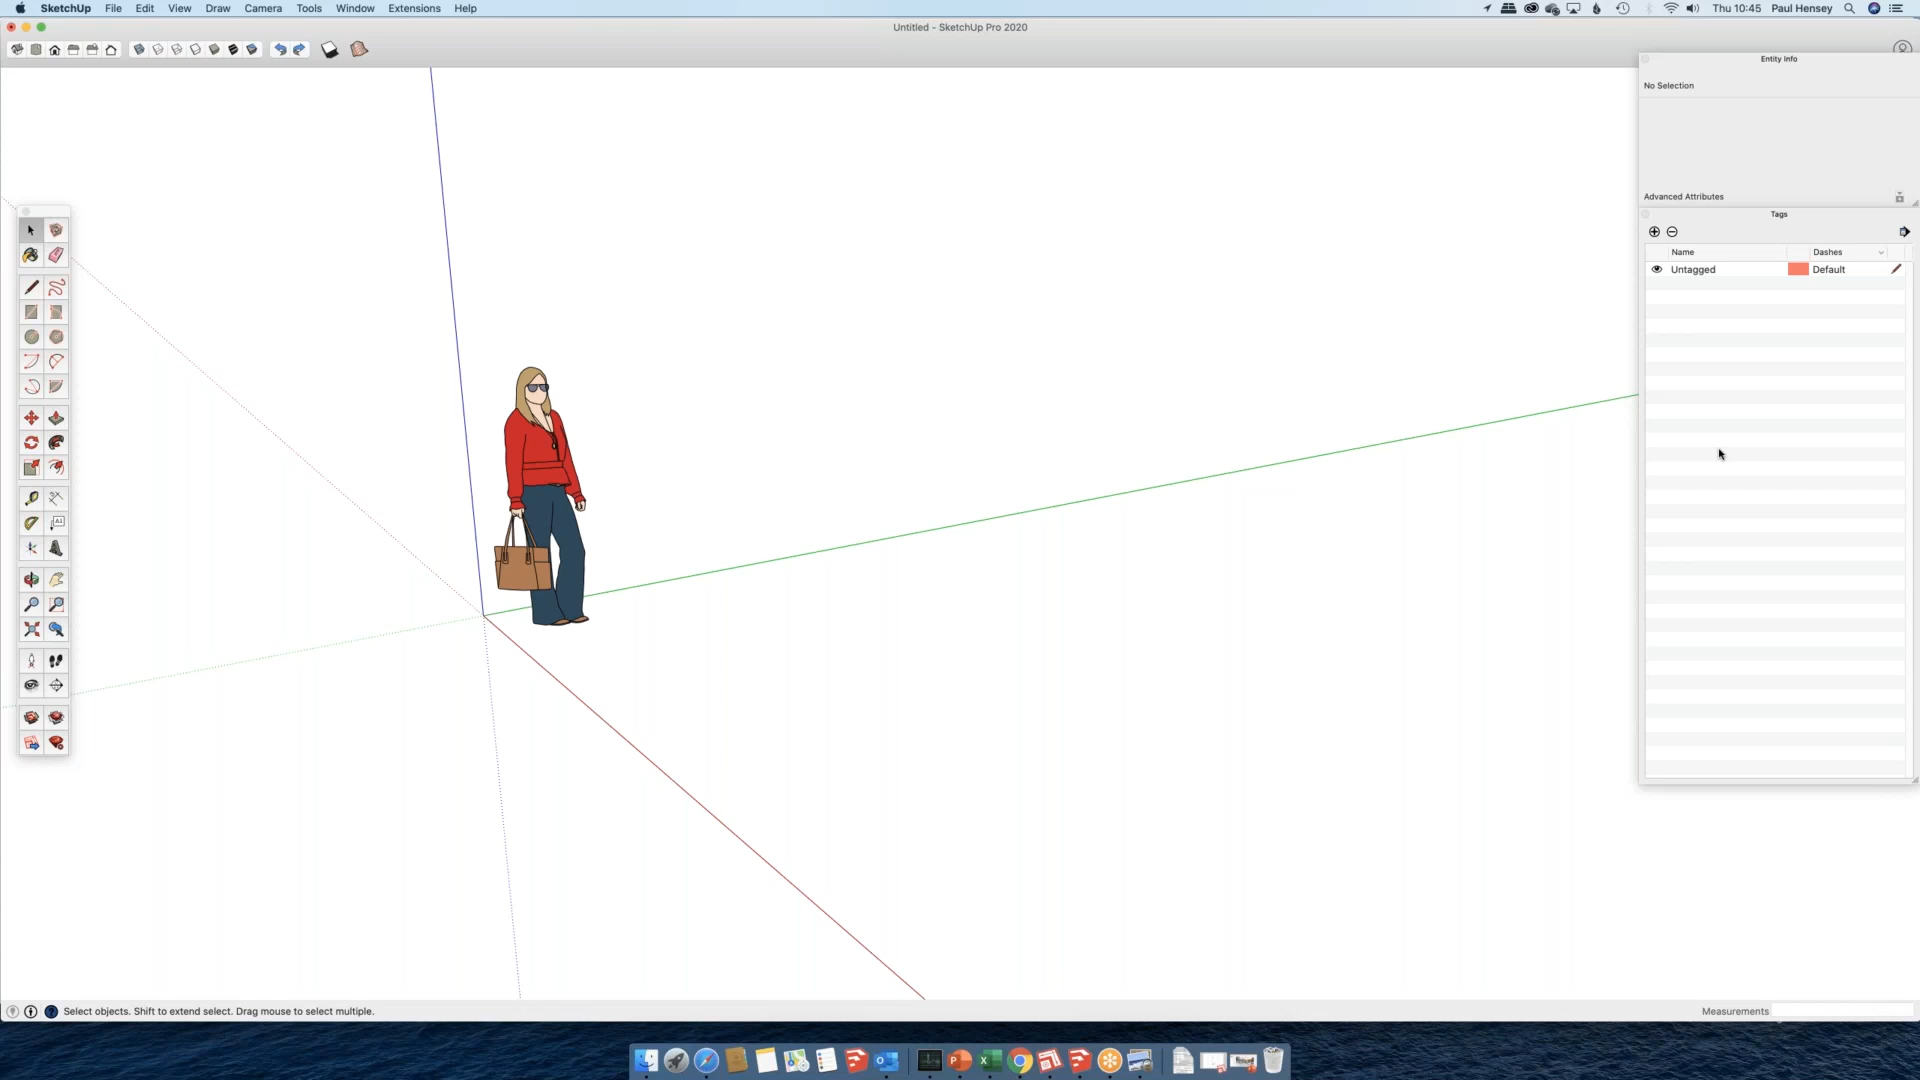 SketchUp File Edit View Draw Camera Tools Window Extensions Help
Thu 10:45 Paul Hensey
Untitled - SketchUp Pro 2020
Entity Info
No Selection
Advanced Attributes
Tags
Name Dashes
Untagged Default
Select objects. Shift to extend select. Drag mouse to select multiple.
Measurements